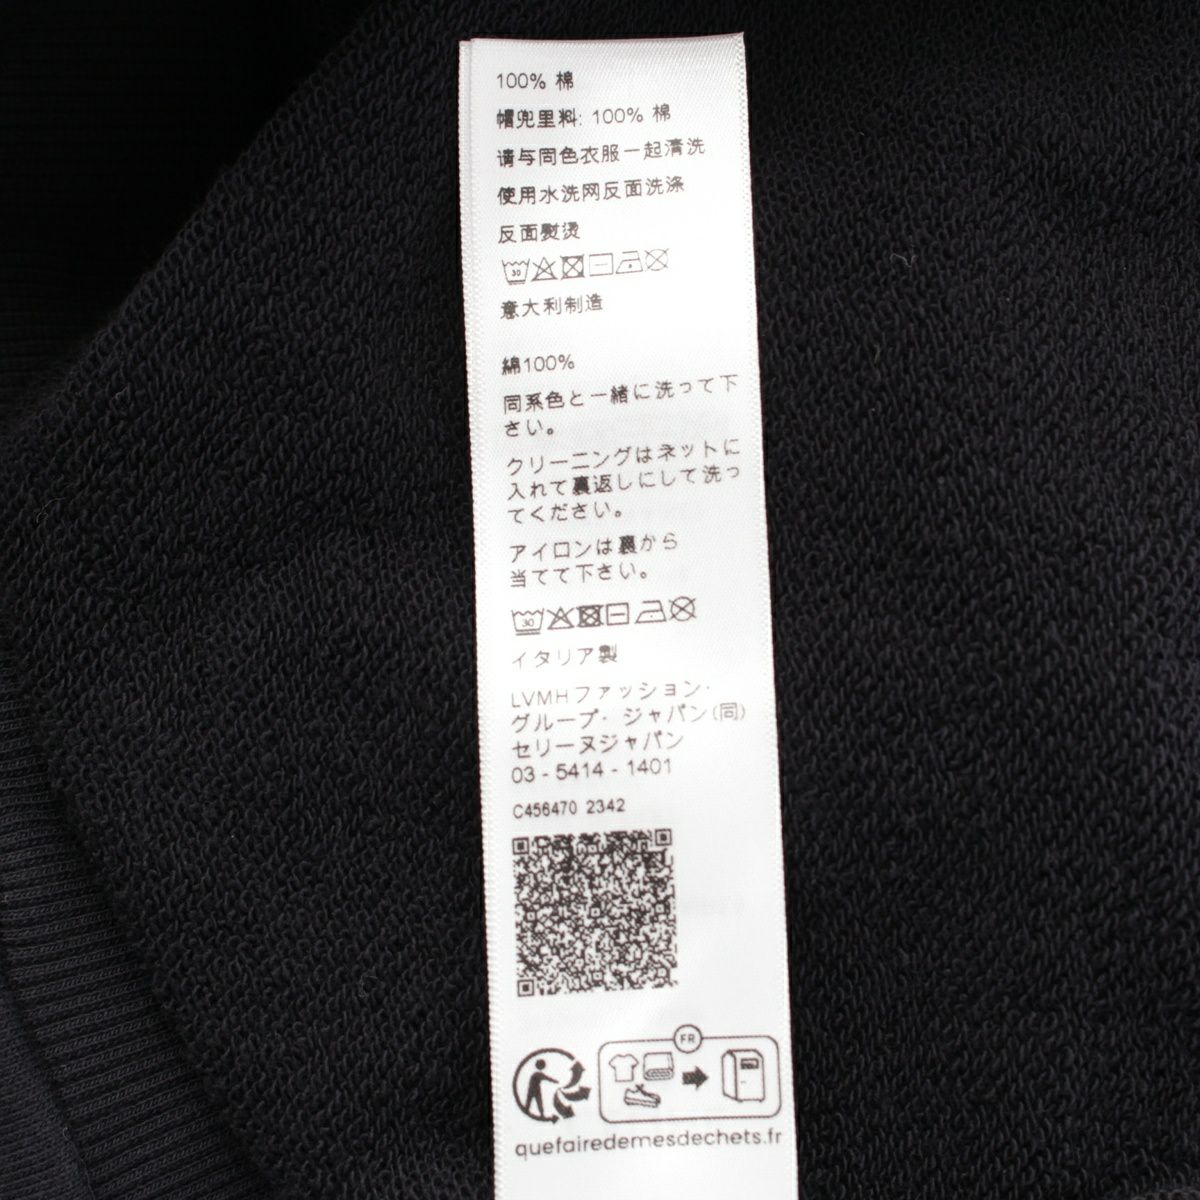 100% 棉
帽兜里料: 100% 棉
请与同色衣服一起清洗
使用水洗网反面洗涤
反面熨烫
30
意大利制造
綿100%
同系色と一緒に洗って下
さい。
クリーニングはネットに
入れて裏返しにして洗っ
てください。
アイロンは裏から
当てて下さい。
30
イタリア製
LVMHファッション·
グループ· ジャパン(同)
セリーヌジャパン
03 - 5414 - 1401
C456470 2342
FR
quefairedemesdechets.fr